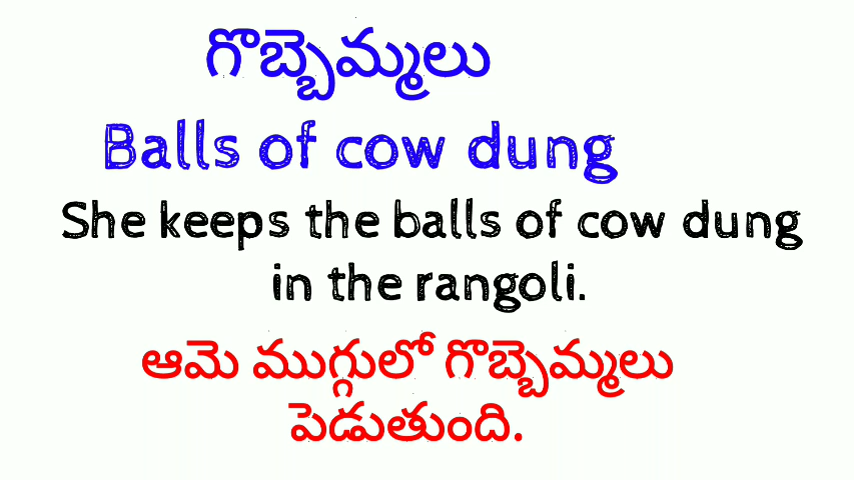 గొబ్బెమ్మలు
Balls of cow dung
She keeps the balls of cow dung
in the rangoli.
ఆమె ముగ్గులో గొబ్బెమ్మలు
పెడుతుంది.